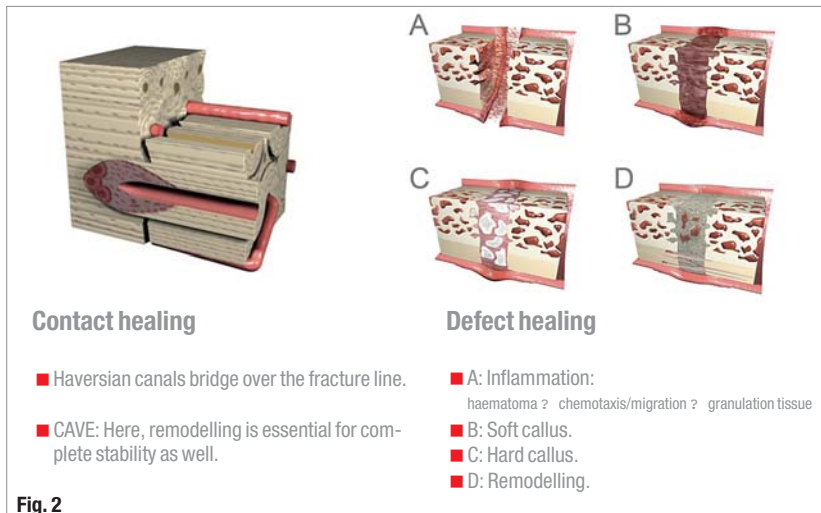 A
B
C
D
Contact healing
■ Haversian canals bridge over the fracture line.
■ CAVE: Here, remodelling is essential for com-
plete stability as well.
Defect healing
■ A: Inflammation:
haematoma ? chemotaxis/migration ? granulation tissue
■ B: Soft callus.
■ C: Hard callus.
■ D: Remodelling.
Fig. 2